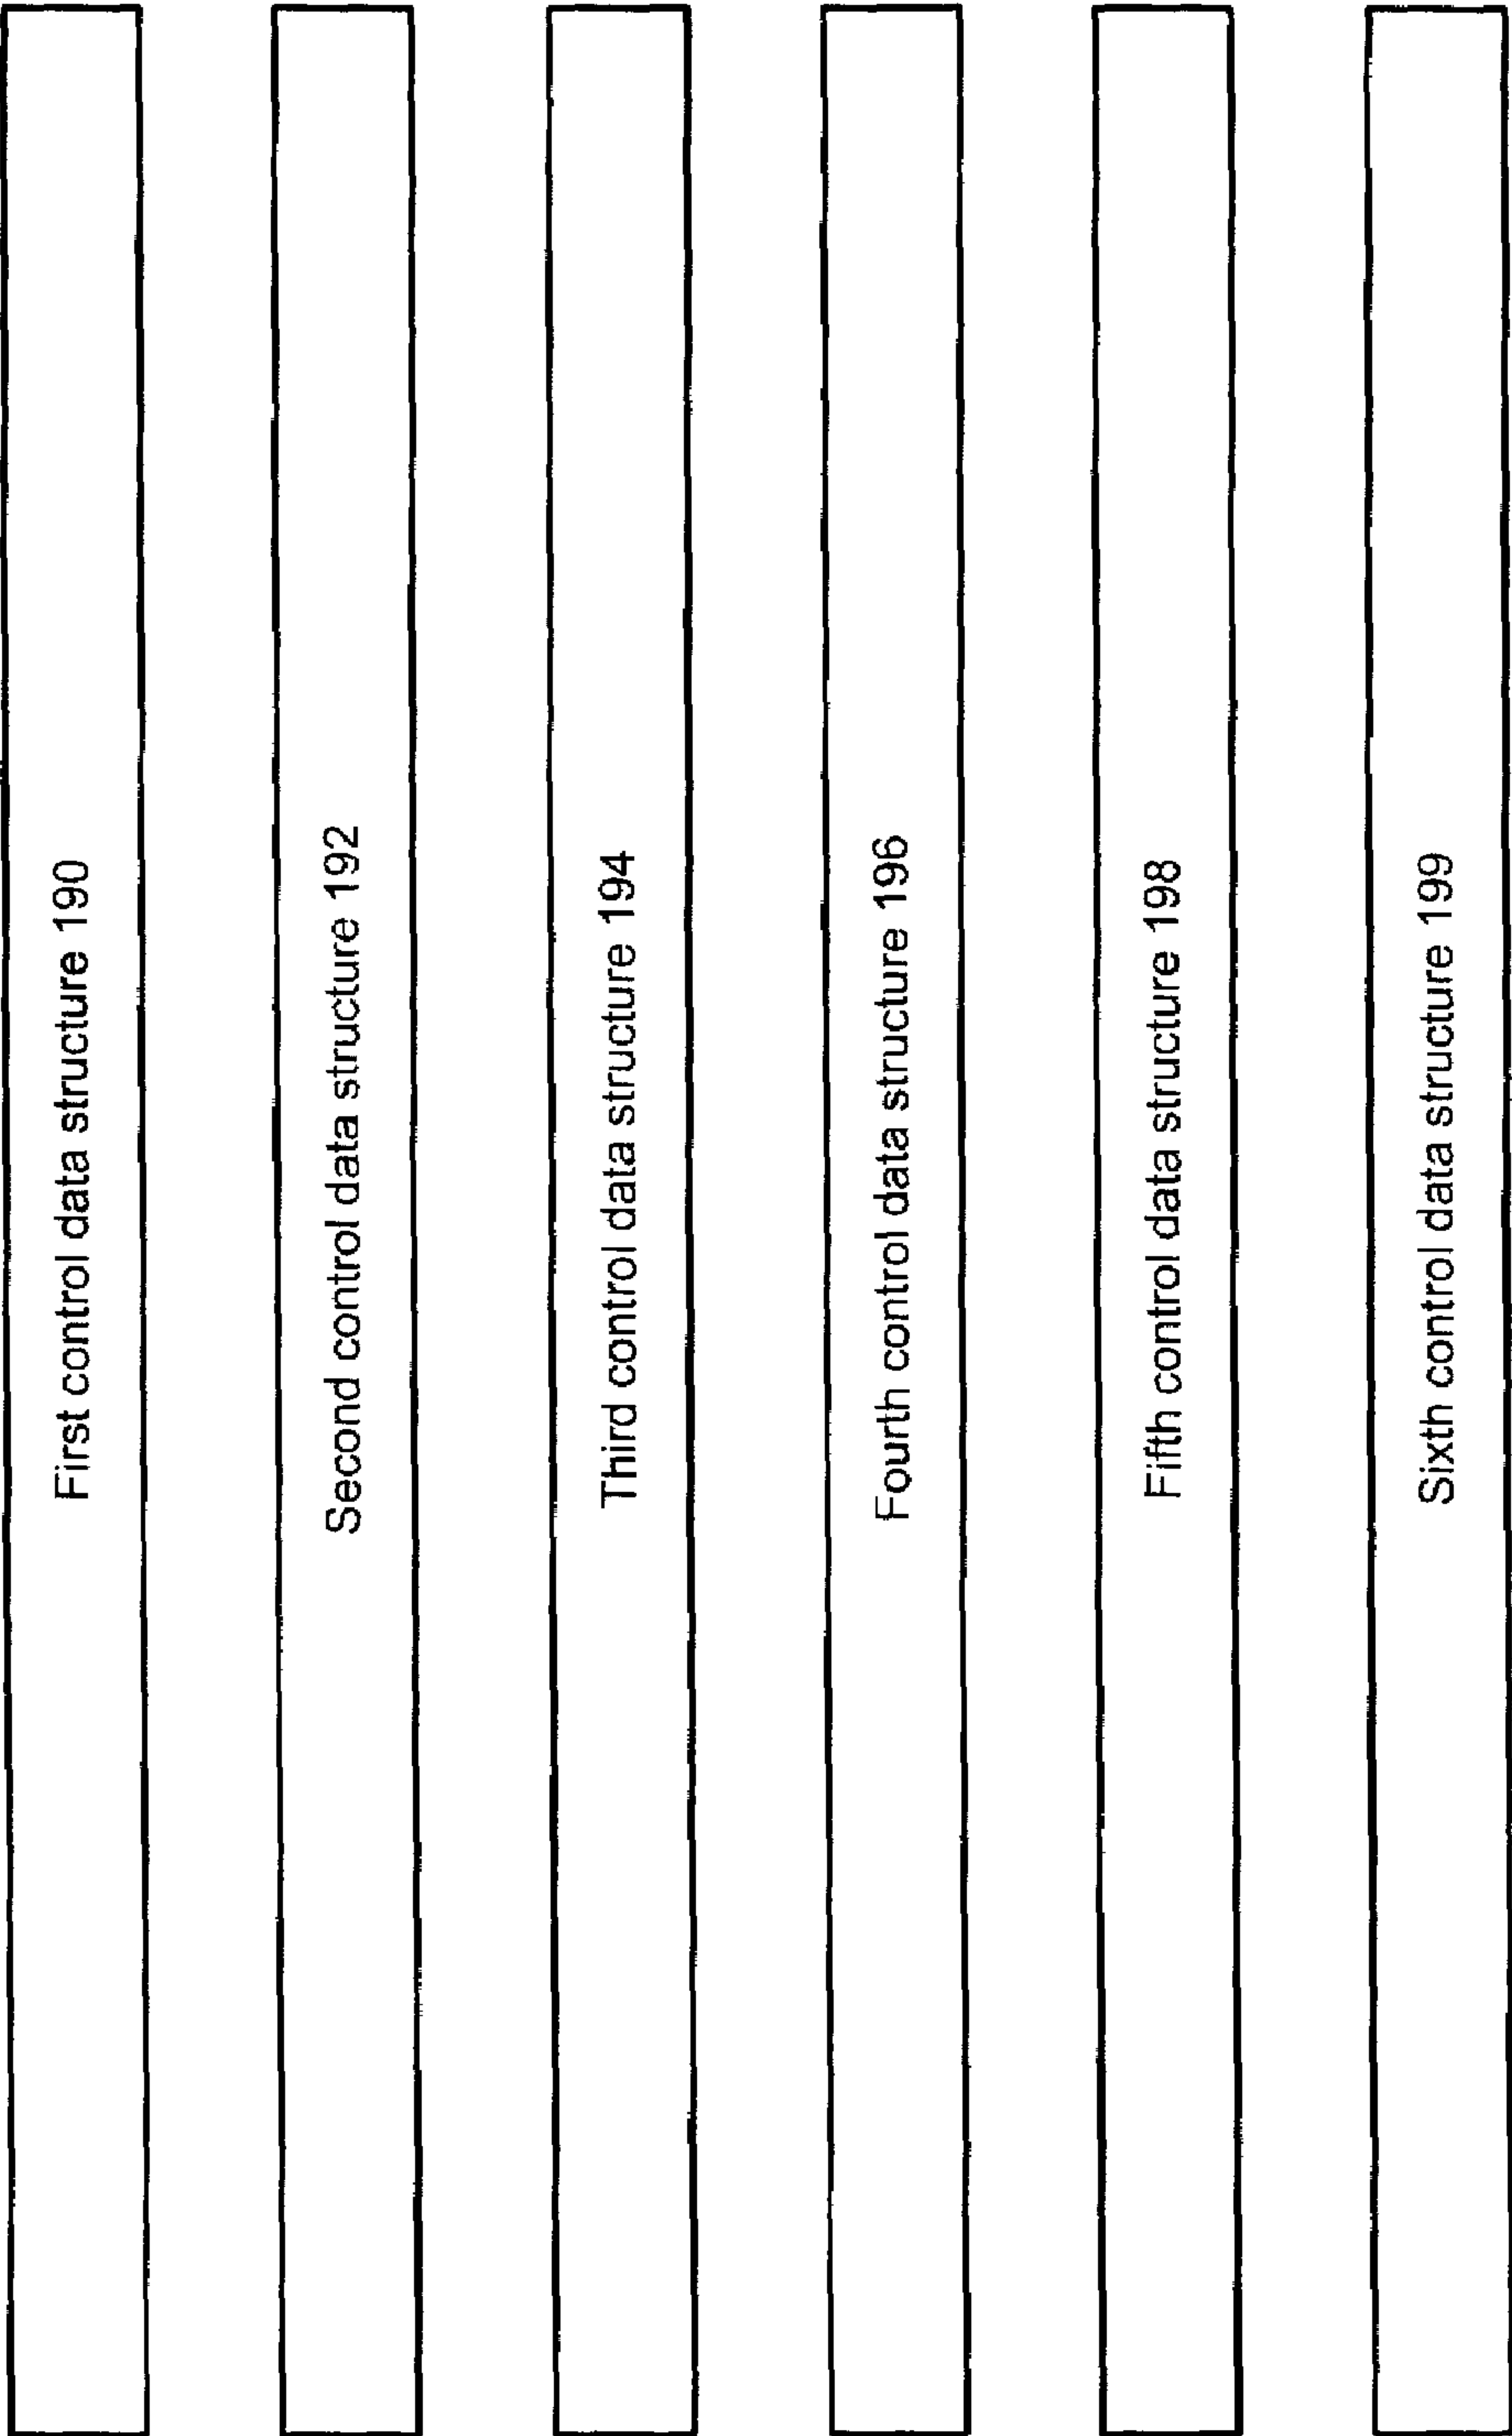 First control data structure 190
Second control data structure 192
Third control data structure 194
Fourth control data structure 196
Fifth control data structure 198
Sixth control data structure 199